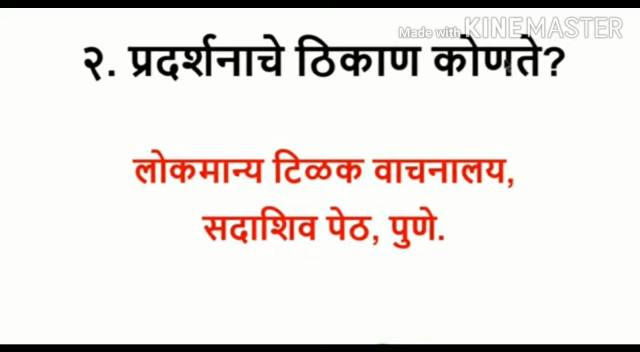 Made with KINEMASTER
२. प्रदर्शनाचे ठिकाण कोणते?
लोकमान्य टिळक वाचनालय,
सदाशिव पेठ, पुणे.